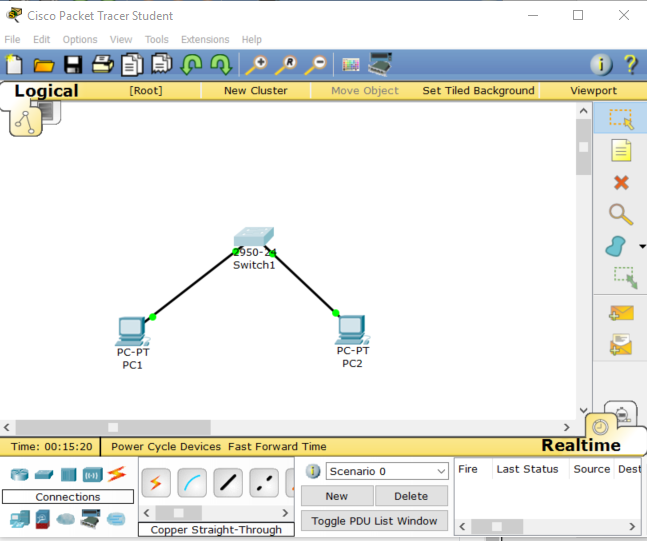 Cisco Packet Tracer Student
File Edit Options View Tools Extensions Help
Logical [Root] New Cluster Move Object Set Tiled Background Viewport
2950-24
Switch1
PC-PT
PC1
PC-PT
PC2
Time: 00:15:20 Power Cycle Devices Fast Forward Time Realtime
Scenario 0
Fire Last Status Source Dest
Connections
New Delete
Toggle PDU List Window
Copper Straight-Through